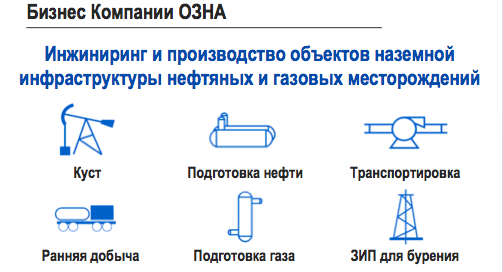 Бизнес Компании ОЗНА
Инжиниринг и производство объектов наземной
инфраструктуры нефтяных и газовых месторождений
Куст
Подготовка нефти
Транспортировка
Ранняя добыча
Подготовка газа
ЗИП для бурения